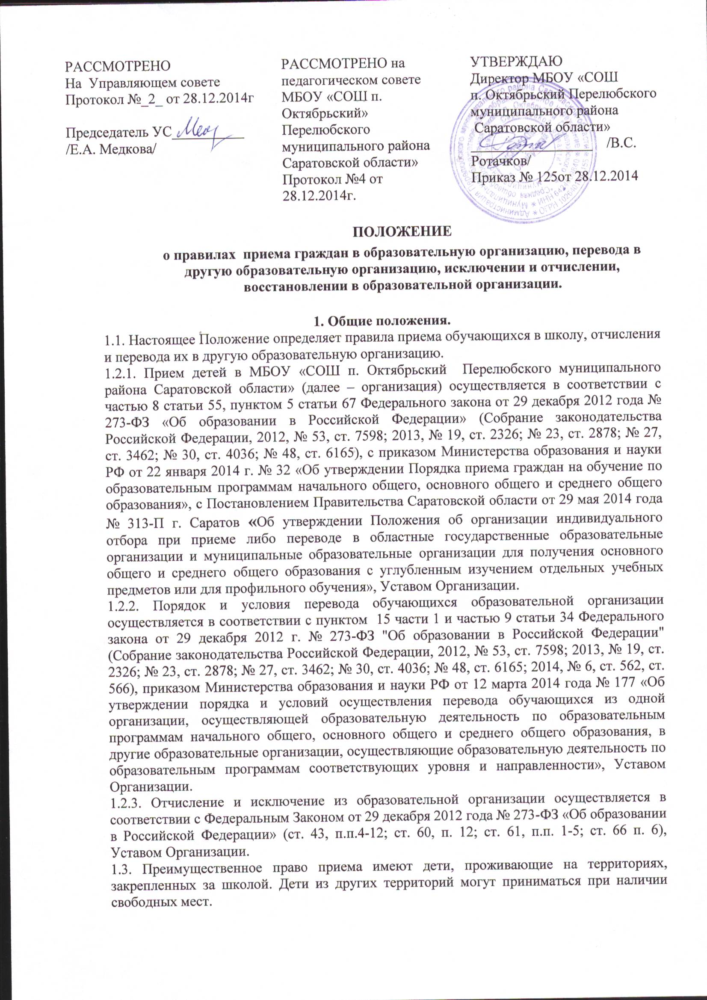 РАССМОТРЕНО
На  Управляющем совете
Протокол №_2_ от 28.12.2014г
Председатель УС__________
/Е.А. Медкова/
РАССМОТРЕНО на
педагогическом совете
МБОУ «СОШ п.
Октябрьский»
Перелюбского
муниципального района
Саратовской области»
Протокол №4 от
28.12.2014г.
УТВЕРЖДАЮ
Директор МБОУ «СОШ
п. Октябрьский Перелюбского
муниципального района
Саратовской области»
_________________ /В.С.
Ротачков/
Приказ № 125от 28.12.2014
ПОЛОЖЕНИЕ
о правилах  приема граждан в образовательную организацию, перевода в
другую образовательную организацию, исключении и отчислении,
восстановлении в образовательной организации.
1. Общие положения.
1.1. Настоящее Положение определяет правила приема обучающихся в школу, отчисления
и перевода их в другую образовательную организацию.
1.2.1. Прием детей в МБОУ «СОШ п. Октябрьский  Перелюбского муниципального
района Саратовской области» (далее – организация) осуществляется в соответствии с
частью 8 статьи 55, пунктом 5 статьи 67 Федерального закона от 29 декабря 2012 года №
273-ФЗ «Об образовании в Российской Федерации» (Собрание законодательства
Российской Федерации, 2012, № 53, ст. 7598; 2013, № 19, ст. 2326; № 23, ст. 2878; № 27,
ст. 3462; № 30, ст. 4036; № 48, ст. 6165), с приказом Министерства образования и науки
РФ от 22 января 2014 г. № 32 «Об утверждении Порядка приема граждан на обучение по
образовательным программам начального общего, основного общего и среднего общего
образования», с Постановлением Правительства Саратовской области от 29 мая 2014 года
№ 313-П г. Саратов «Об утверждении Положения об организации индивидуального
отбора при приеме либо переводе в областные государственные образовательные
организации и муниципальные образовательные организации для получения основного
общего и среднего общего образования с углубленным изучением отдельных учебных
предметов или для профильного обучения», Уставом Организации.
1.2.2. Порядок и условия перевода обучающихся образовательной организации
осуществляется в соответствии с пунктом  15 части 1 и частью 9 статьи 34 Федерального
закона от 29 декабря 2012 г. № 273-ФЗ "Об образовании в Российской Федерации"
(Собрание законодательства Российской Федерации, 2012, № 53, ст. 7598; 2013, № 19, ст.
2326; № 23, ст. 2878; № 27, ст. 3462; № 30, ст. 4036; № 48, ст. 6165; 2014, № 6, ст. 562, ст.
566), приказом Министерства образования и науки РФ от 12 марта 2014 года № 177 «Об
утверждении порядка и условий осуществления перевода обучающихся из одной
организации, осуществляющей образовательную деятельность по образовательным
программам начального общего, основного общего и среднего общего образования, в
другие образовательные организации, осуществляющие образовательную деятельность по
образовательным программам соответствующих уровня и направленности», Уставом
Организации.
1.2.3. Отчисление и исключение из образовательной организации осуществляется в
соответствии с Федеральным Законом от 29 декабря 2012 года № 273-ФЗ «Об образовании
в Российской Федерации» (ст. 43, п.п.4-12; ст. 60, п. 12; ст. 61, п.п. 1-5; ст. 66 п. 6),
Уставом Организации.
1.3. Преимущественное право приема имеют дети, проживающие на территориях,
закрепленных за школой. Дети из других территорий могут приниматься при наличии
свободных мест.